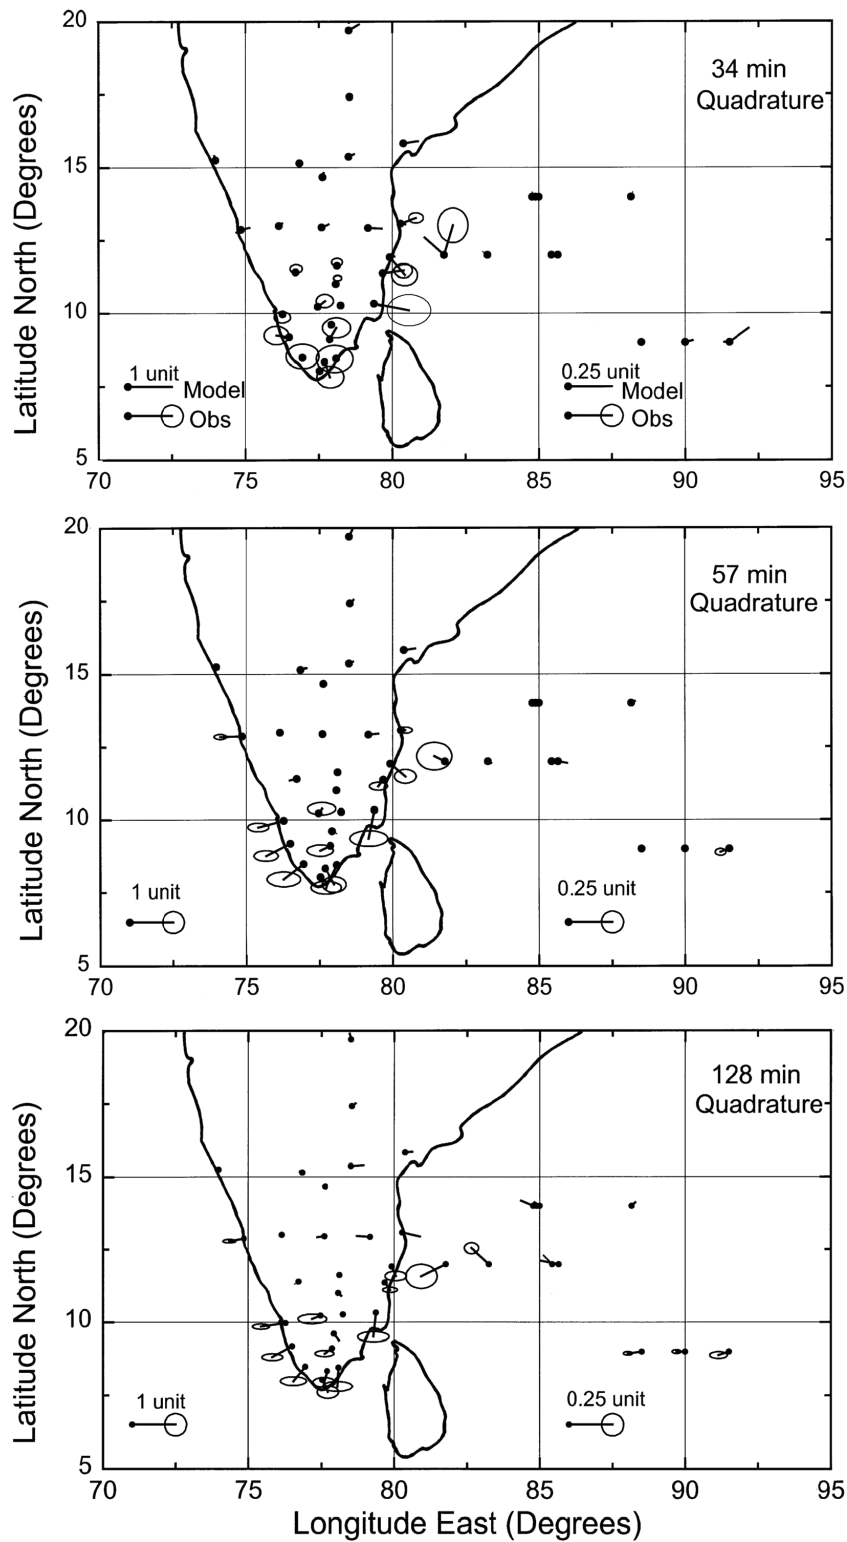 20
34 min
Quadrature
15
Latitude North (Degrees)
10
1 unit
Model
Obs
0.25 unit
Model
Obs
5
70 75 80 85 90 95
20
57 min
Quadrature
15
Latitude North (Degrees)
10
1 unit
0.25 unit
5
70 75 80 85 90 95
20
128 min
Quadrature
15
Latitude North (Degrees)
10
1 unit
0.25 unit
5
70 75 80 85 90 95
Longitude East (Degrees)